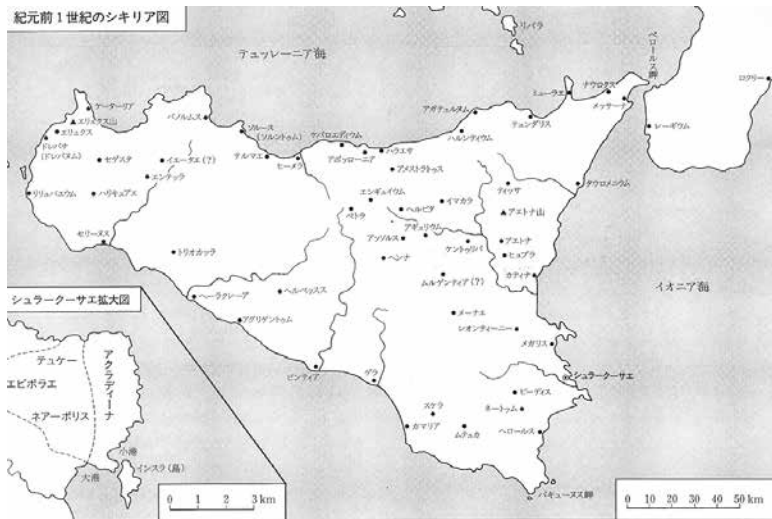 紀元前1世紀のシキリア図
テュッレーニア海
リパラ
ペロールス岬
ロクリー
ミューラエ
ナウロクス
メッサーナ
レーギウム
ケーターリア
エリュクス山
エリュクス
ドレパナ
(ドレパヌム)
パノルムス
ソルース
(ソルントゥム)
ケパロエディウム
アガテュルヌム
テュンダリス
ハルンティウム
ハラエサ
アポッローニア
セゲスタ
イエータエ(?)
テルマエ
ヒーメラ
アメストラトゥス
エンテッラ
リリュバエウム
ハリキュアエ
エンギュイウム
ペトラ
ヘルビタ
イマカラ
ティッサ
タウロメニウム
アエトナ山
セリーヌス
トリオカッラ
アッソルス
アギュリウム
ケントゥリパ
アエトナ
ヒュブラ
ヘンナ
ムルゲンティア(?)
カティナ
イオニア海
シュラークーサエ拡大図
ヘーラクレーア
ヘルベッスス
アグリゲントゥム
メーナエ
レオンティーニー
メガリス
テュケー
アクラディーナ
エピポラエ
ネアーポリス
ピンティア
ゲラ
シュラークーサエ
ビーディス
スケラ
ネートゥム
カマリア
ムテュカ
ヘロールス
小港
インスラ(島)
大港
パキューヌス岬
0 1 2 3 km
0 10 20 30 40 50 km